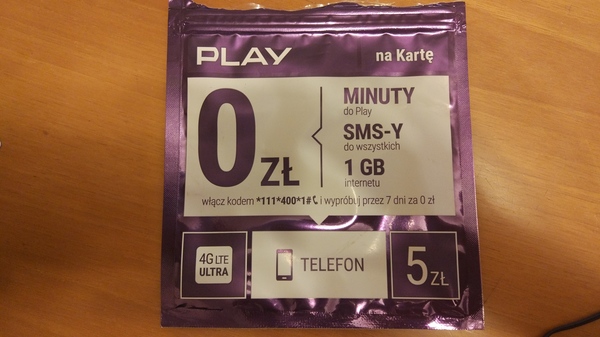 PLAY
na Kartę
0 ZŁ
MINUTY
do Play
SMS-Y
do wszystkich
1 GB
internetu
włącz kodem *111*400*1# i wypróbuj przez 7 dni za 0 zł
4G LTE
ULTRA
TELEFON
5 ZŁ